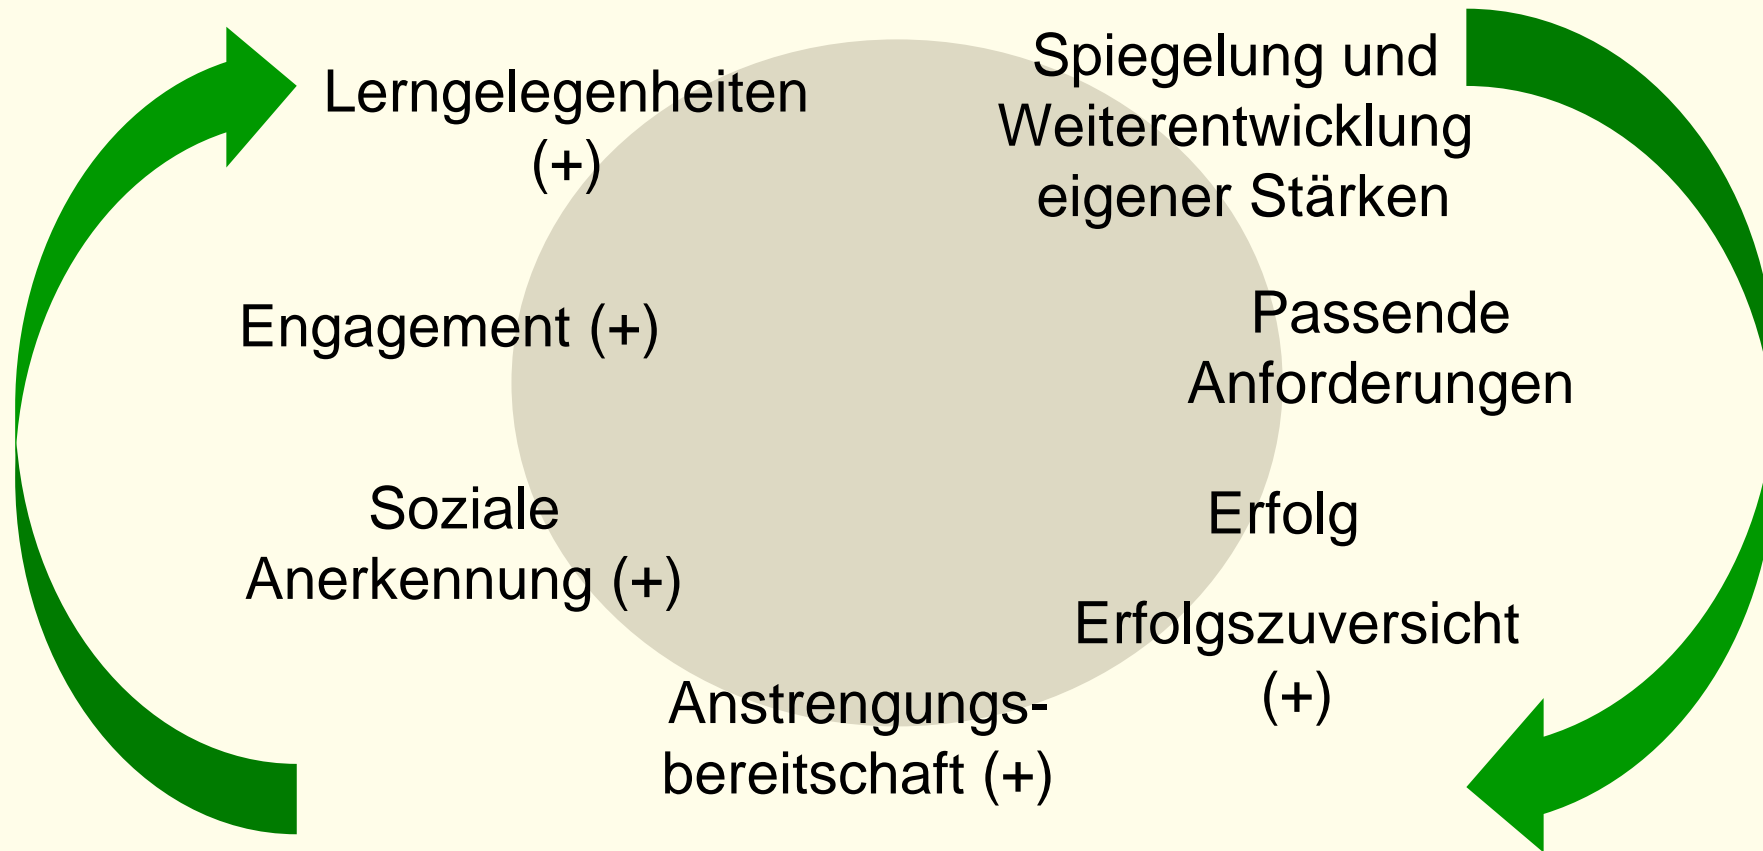 Lerngelegenheiten
(+)
Spiegelung und
Weiterentwicklung
eigener Stärken
Engagement (+)
Passende
Anforderungen
Soziale
Anerkennung (+)
Erfolg
Erfolgszuversicht
(+)
Anstrengungs-
bereitschaft (+)